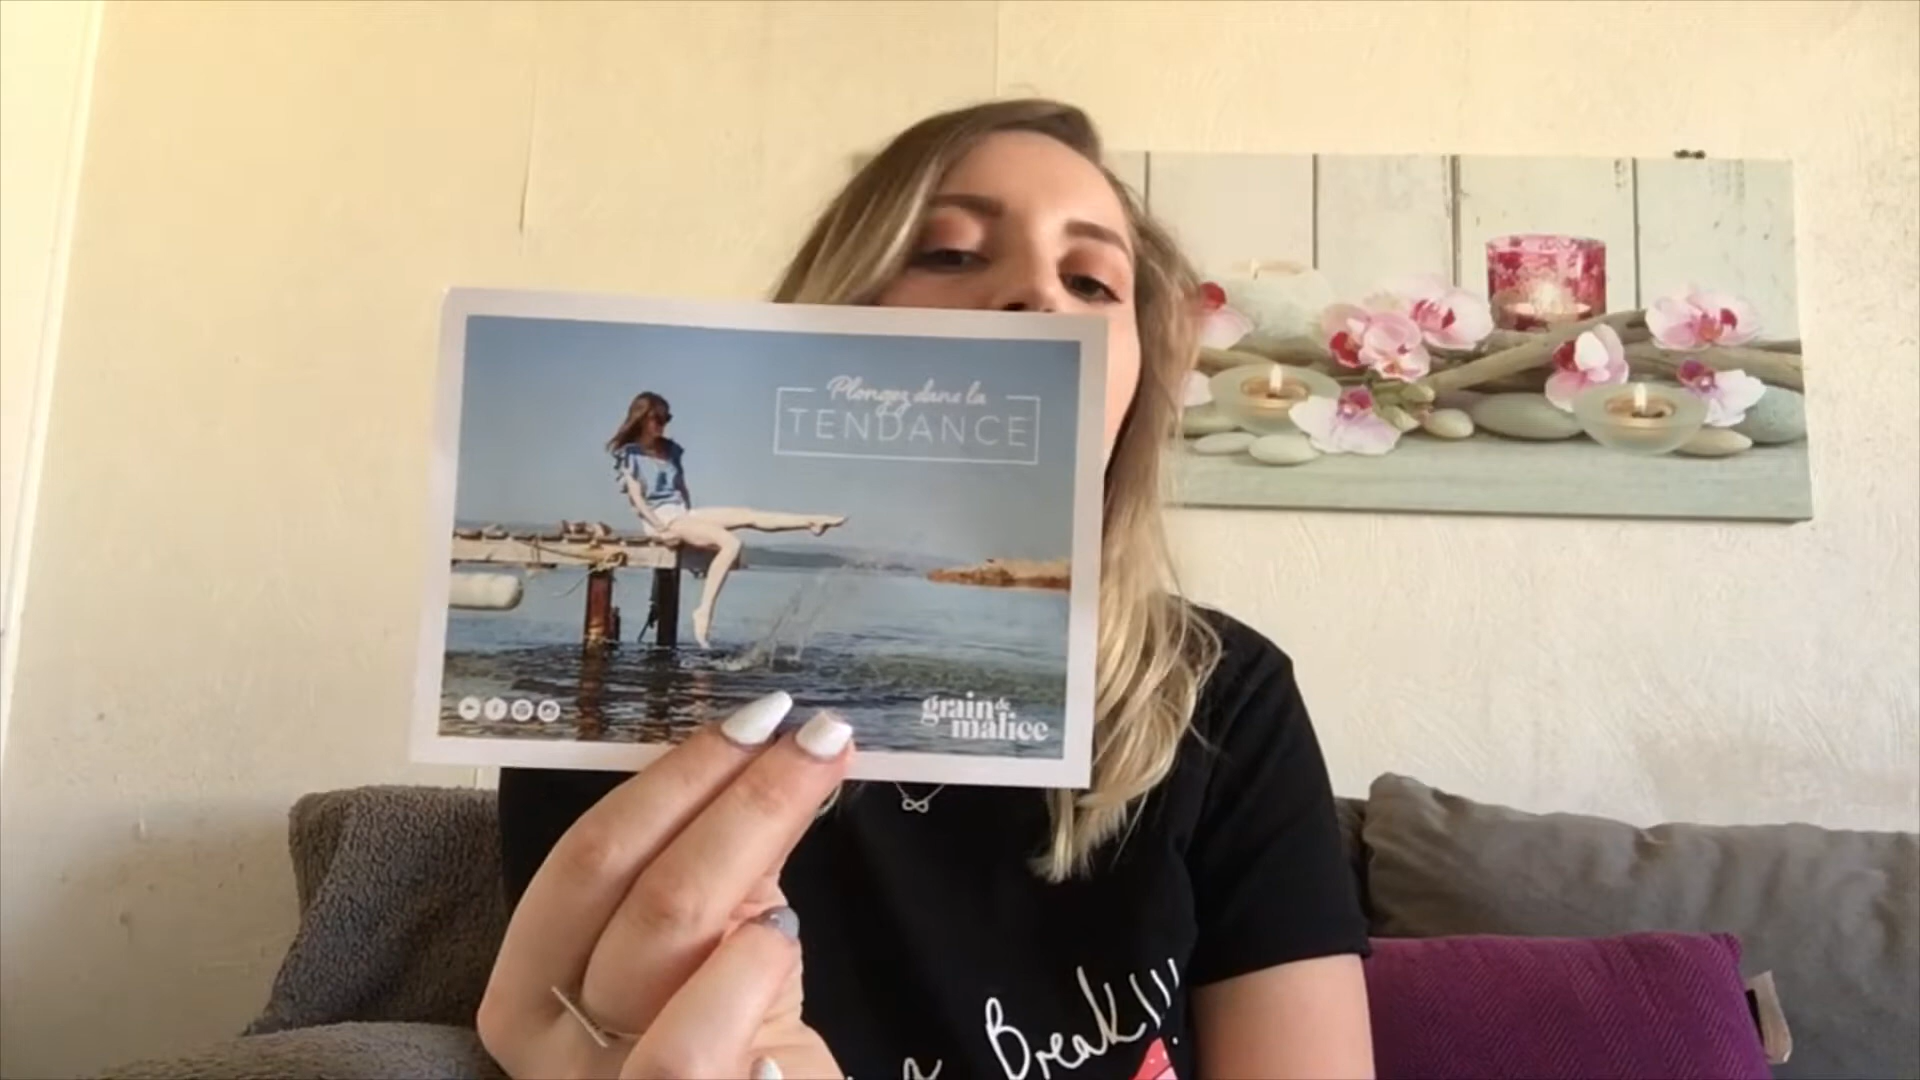 Plongez dans la
TENDANCE
grain de
malice
Break!!!